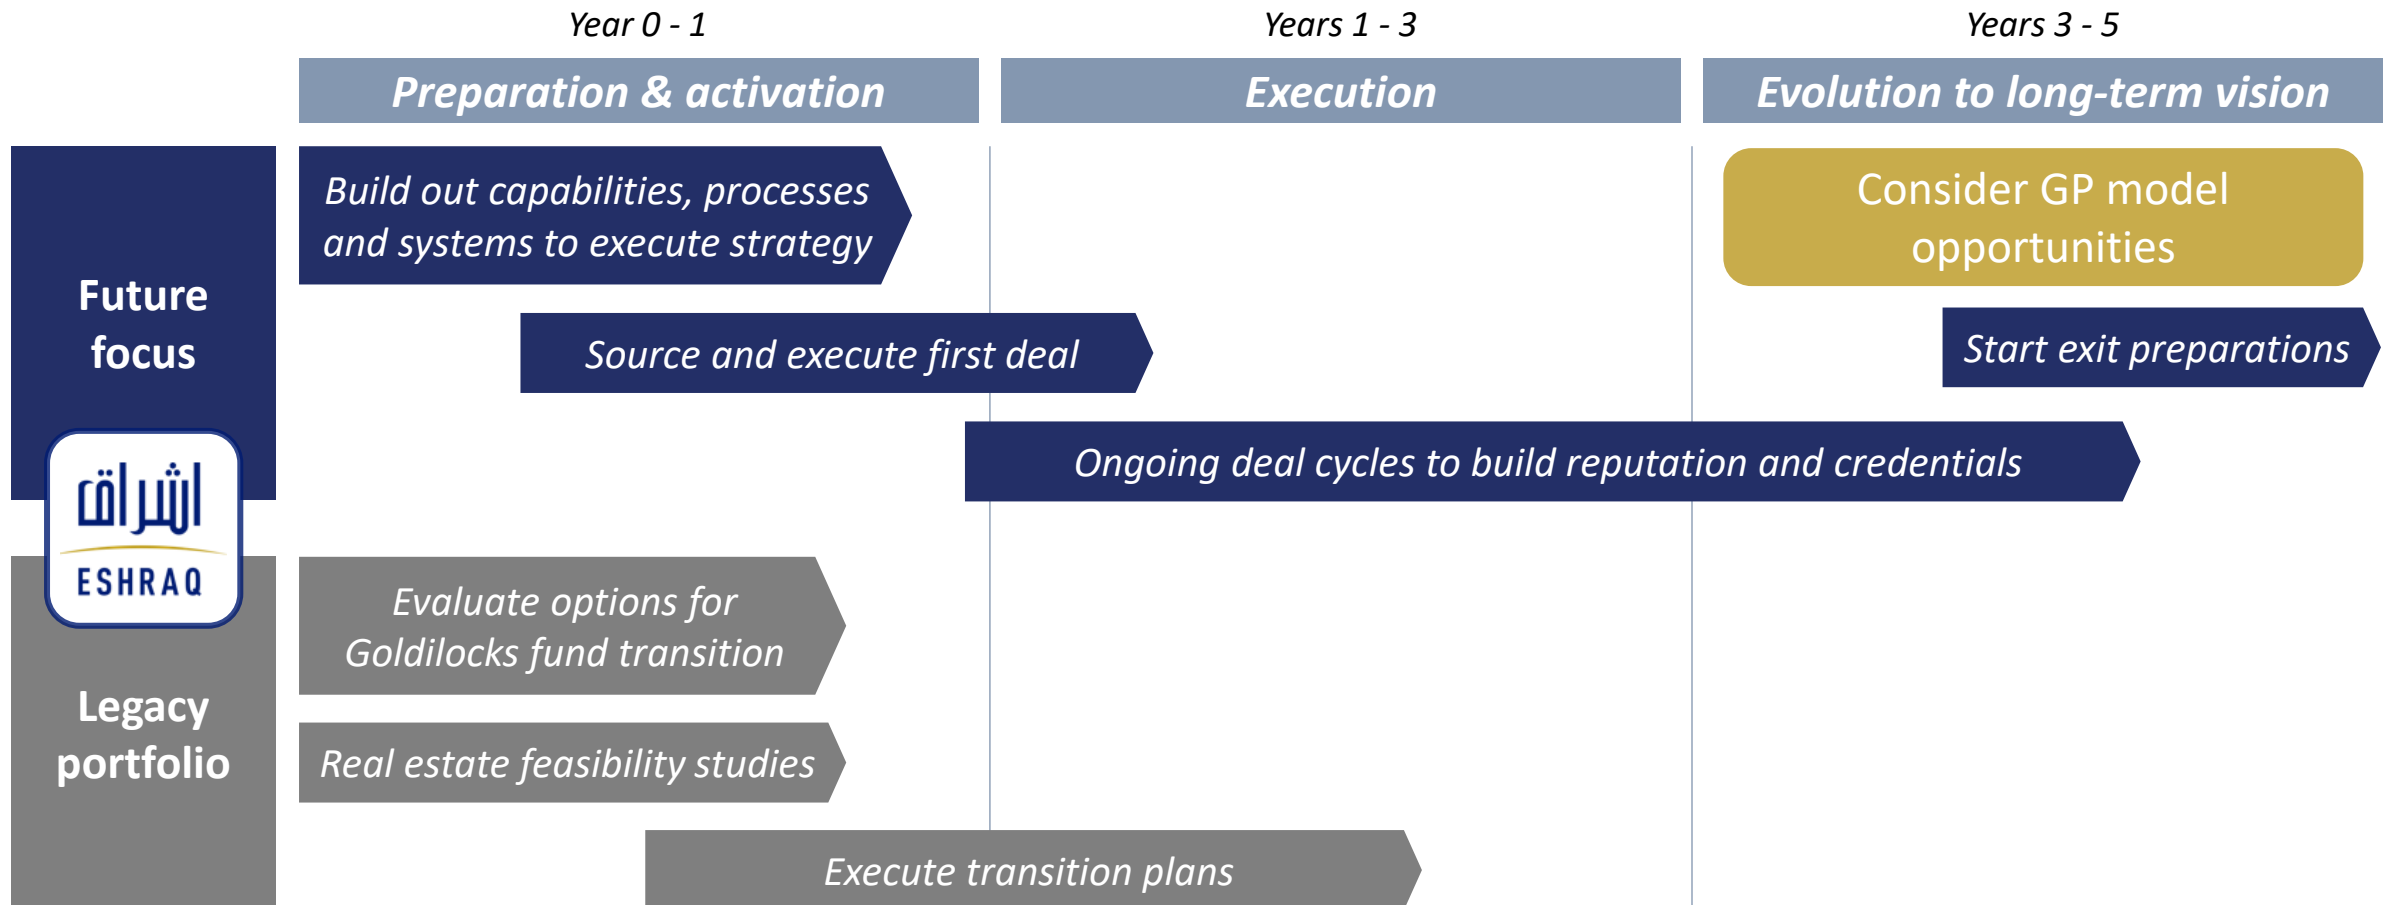 Year 0 - 1
Years 1 - 3
Years 3 - 5
Preparation & activation
Execution
Evolution to long-term vision
Future
focus
Build out capabilities, processes
and systems to execute strategy
Consider GP model
opportunities
Source and execute first deal
Start exit preparations
Ongoing deal cycles to build reputation and credentials
اشراق
ESHRAQ
Legacy
portfolio
Evaluate options for
Goldilocks fund transition
Real estate feasibility studies
Execute transition plans